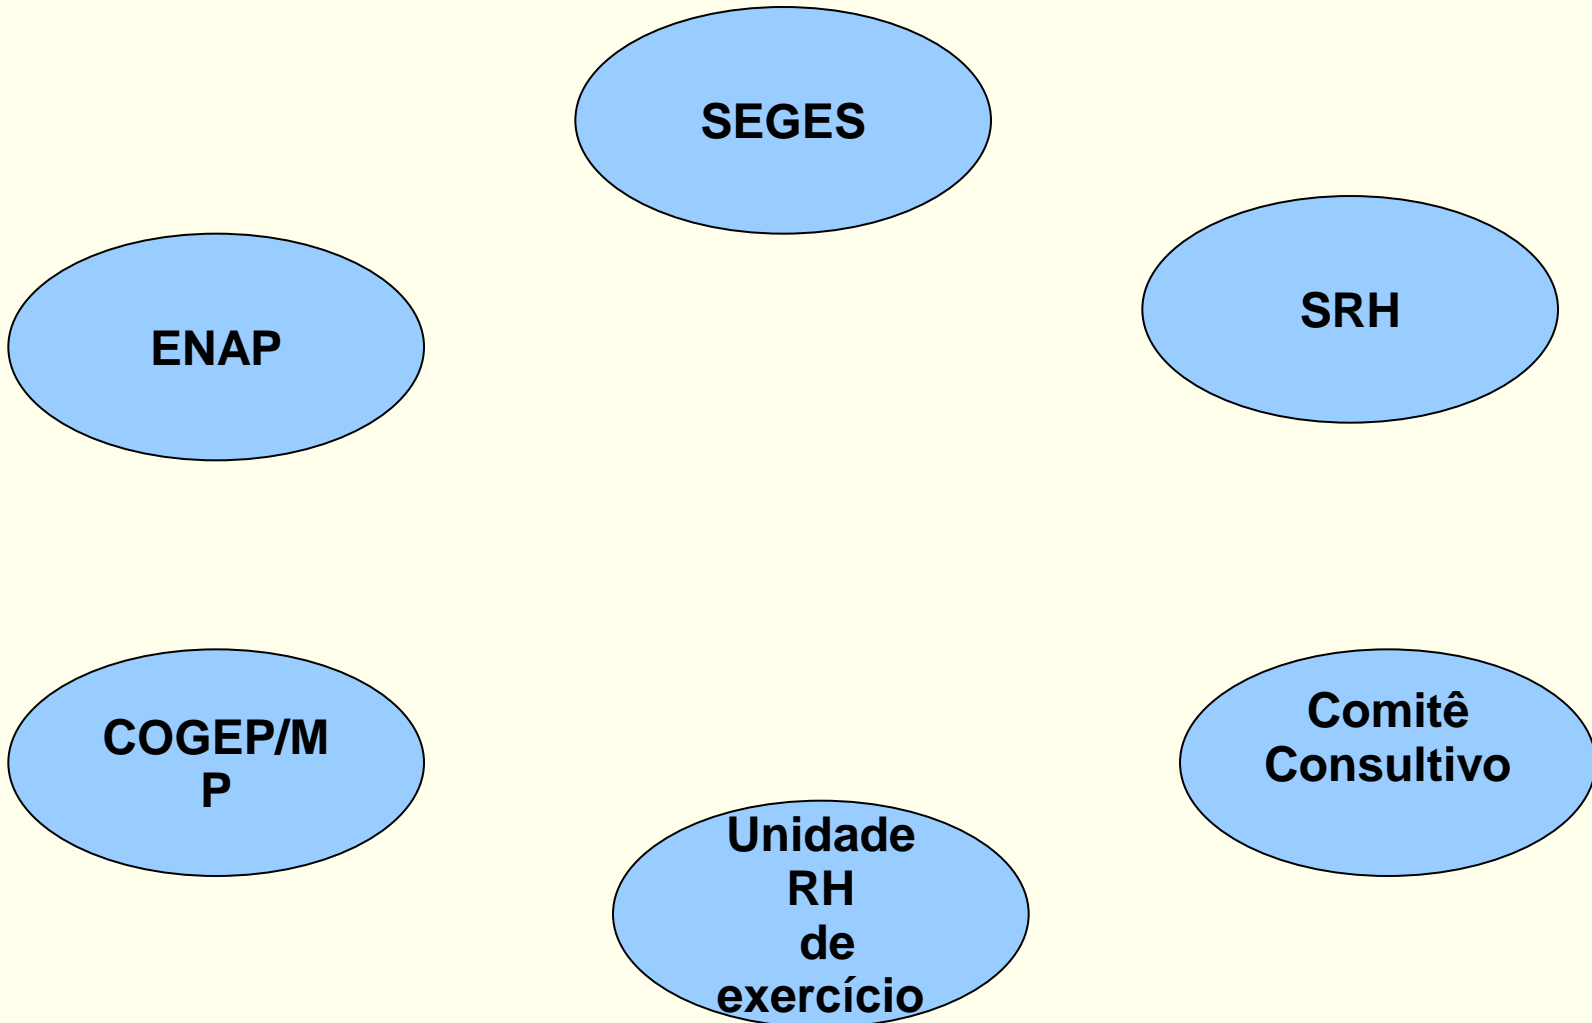 SEGES
SRH
ENAP
COGEP/M
P
Comitê
Consultivo
Unidade
RH
de
exercício